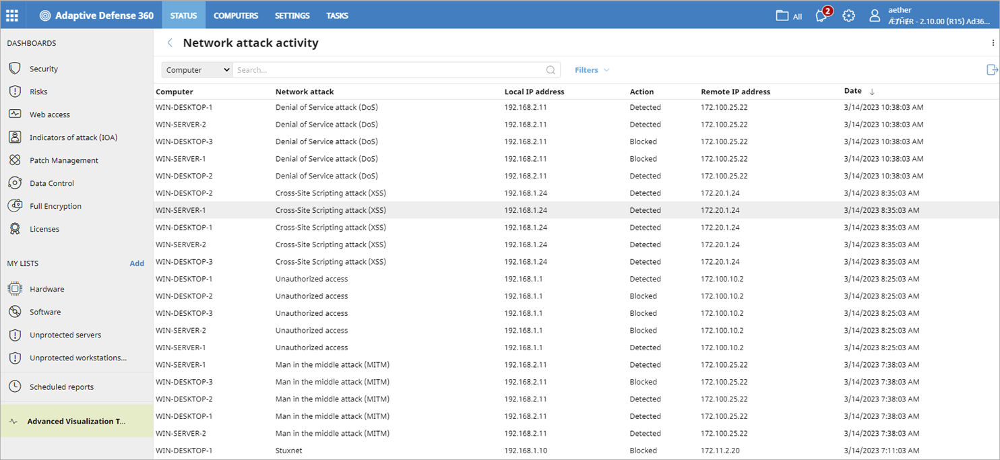 Adaptive Defense 360 STATUS COMPUTERS SETTINGS TASKS All 2 aether
ǼȾĦɆR - 2.10.00 (R15) Ad36...
DASHBOARDS
Security
Risks
Web access
Indicators of attack (IOA)
Patch Management
Data Control
Full Encryption
Licenses
MY LISTS Add
Hardware
Software
Unprotected servers
Unprotected workstations...
Scheduled reports
Advanced Visualization T...
Network attack activity
Computer Search... Filters
Computer Network attack Local IP address Action Remote IP address Date
WIN-DESKTOP-1 Denial of Service attack (DoS) 192.168.2.11 Detected 172.100.25.22 3/14/2023 10:38:03 AM
WIN-SERVER-2 Denial of Service attack (DoS) 192.168.2.11 Detected 172.100.25.22 3/14/2023 10:38:03 AM
WIN-DESKTOP-3 Denial of Service attack (DoS) 192.168.2.11 Blocked 172.100.25.22 3/14/2023 10:38:03 AM
WIN-SERVER-1 Denial of Service attack (DoS) 192.168.2.11 Blocked 172.100.25.22 3/14/2023 10:38:03 AM
WIN-DESKTOP-2 Denial of Service attack (DoS) 192.168.2.11 Detected 172.100.25.22 3/14/2023 10:38:03 AM
WIN-DESKTOP-2 Cross-Site Scripting attack (XSS) 192.168.1.24 Detected 172.20.1.24 3/14/2023 8:35:03 AM
WIN-SERVER-1 Cross-Site Scripting attack (XSS) 192.168.1.24 Detected 172.20.1.24 3/14/2023 8:35:03 AM
WIN-DESKTOP-1 Cross-Site Scripting attack (XSS) 192.168.1.24 Detected 172.20.1.24 3/14/2023 8:35:03 AM
WIN-SERVER-2 Cross-Site Scripting attack (XSS) 192.168.1.24 Detected 172.20.1.24 3/14/2023 8:35:03 AM
WIN-DESKTOP-3 Cross-Site Scripting attack (XSS) 192.168.1.24 Detected 172.20.1.24 3/14/2023 8:35:03 AM
WIN-DESKTOP-1 Unauthorized access 192.168.1.1 Detected 172.100.10.2 3/14/2023 8:25:03 AM
WIN-DESKTOP-2 Unauthorized access 192.168.1.1 Blocked 172.100.10.2 3/14/2023 8:25:03 AM
WIN-DESKTOP-3 Unauthorized access 192.168.1.1 Blocked 172.100.10.2 3/14/2023 8:25:03 AM
WIN-SERVER-2 Unauthorized access 192.168.1.1 Blocked 172.100.10.2 3/14/2023 8:25:03 AM
WIN-SERVER-1 Unauthorized access 192.168.1.1 Detected 172.100.10.2 3/14/2023 8:25:03 AM
WIN-SERVER-1 Man in the middle attack (MITM) 192.168.2.11 Detected 172.100.25.22 3/14/2023 7:38:03 AM
WIN-DESKTOP-3 Man in the middle attack (MITM) 192.168.2.11 Blocked 172.100.25.22 3/14/2023 7:38:03 AM
WIN-DESKTOP-2 Man in the middle attack (MITM) 192.168.2.11 Detected 172.100.25.22 3/14/2023 7:38:03 AM
WIN-DESKTOP-1 Man in the middle attack (MITM) 192.168.2.11 Detected 172.100.25.22 3/14/2023 7:38:03 AM
WIN-SERVER-2 Man in the middle attack (MITM) 192.168.2.11 Detected 172.100.25.22 3/14/2023 7:38:03 AM
WIN-DESKTOP-1 Stuxnet 192.168.1.10 Blocked 172.11.2.20 3/14/2023 7:11:03 AM